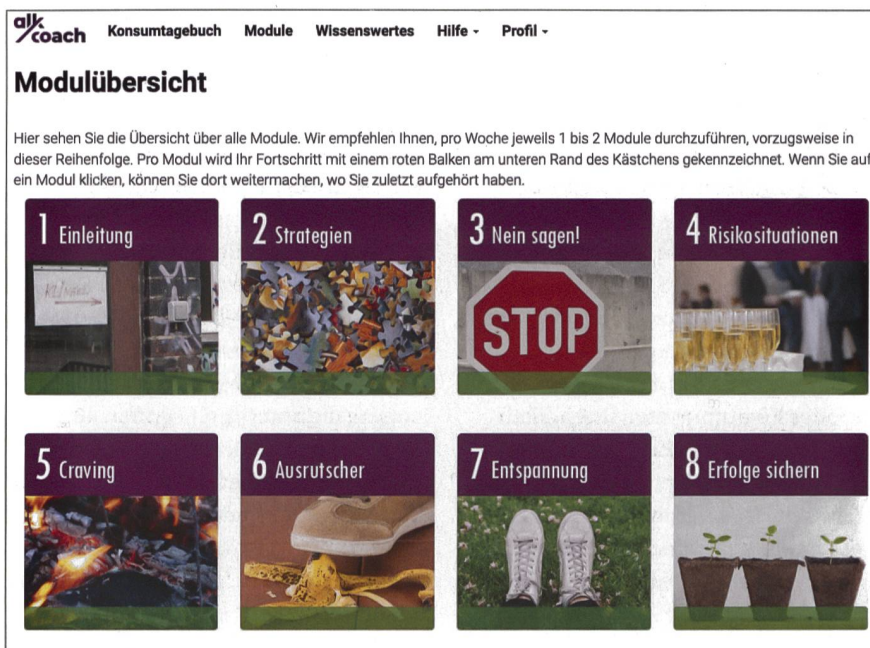 alk
coach
Konsumtagebuch Module Wissenswertes Hilfe Profil
Modulübersicht
Hier sehen Sie die Übersicht über alle Module. Wir empfehlen Ihnen, pro Woche jeweils 1 bis 2 Module durchzuführen, vorzugsweise in
dieser Reihenfolge. Pro Modul wird Ihr Fortschritt mit einem roten Balken am unteren Rand des Kästchens gekennzeichnet. Wenn Sie auf
ein Modul klicken, können Sie dort weitermachen, wo Sie zuletzt aufgehört haben.
1 Einleitung
2 Strategien
3 Nein sagen!
4 Risikosituationen
STOP
5 Craving
6 Ausrutscher
7 Entspannung
8 Erfolge sichern